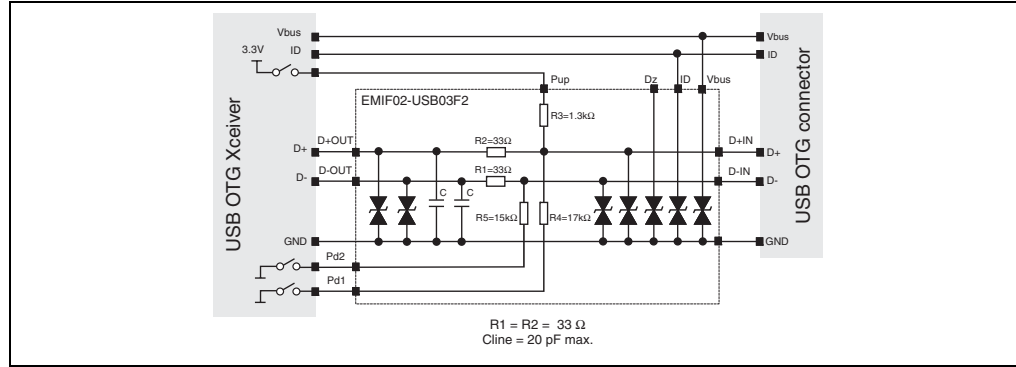 Vbus
3.3V
ID
USB OTG Xceiver
EMIF02-USB03F2
Pup
Dz
ID
Vbus
Vbus
ID
USB OTG connector
R3=1.3kΩ
D+
D+OUT
R2=33Ω
D+IN
D+
D-
D-OUT
R1=33Ω
D-IN
D-
C
C
R5=15kΩ
R4=17kΩ
GND
GND
Pd2
Pd1
R1 = R2 = 33 Ω
Cline = 20 pF max.